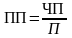 ПП = ЧП / П